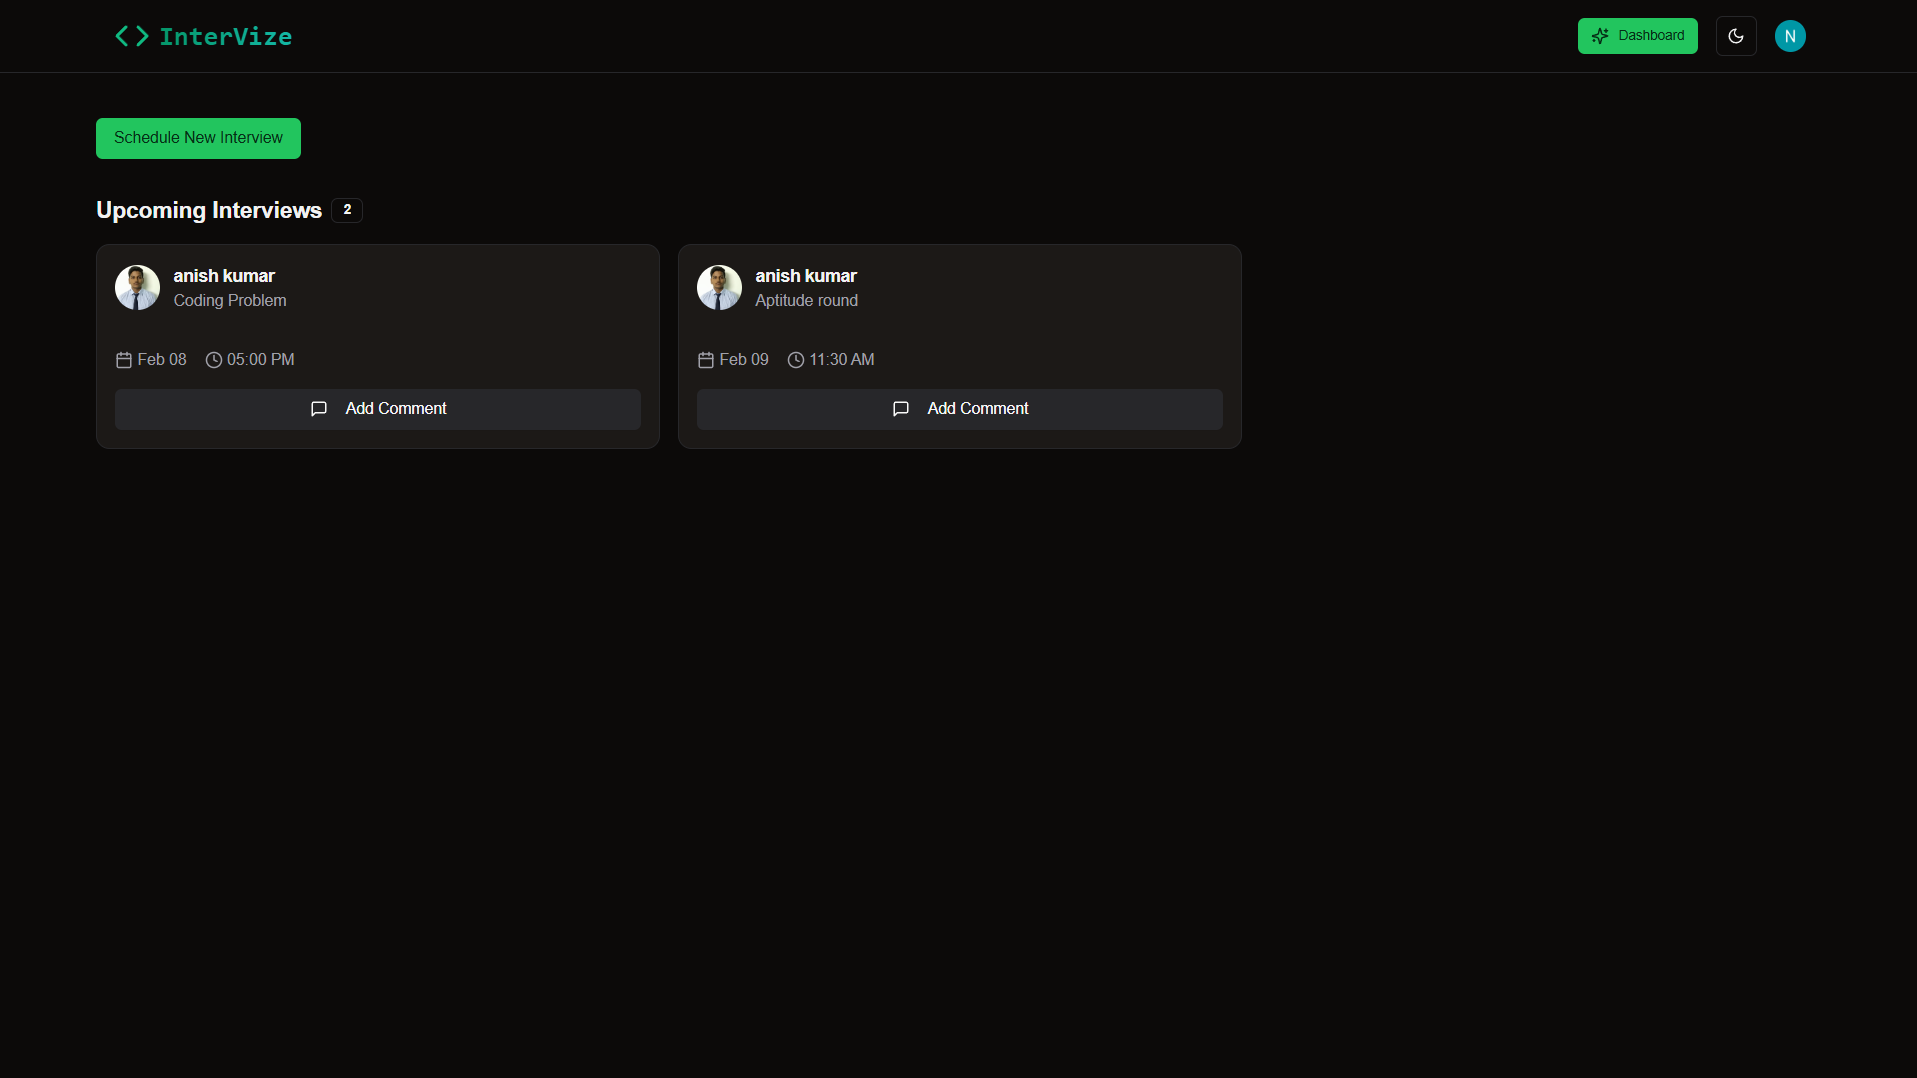 InterVize
Dashboard
N
Schedule New Interview
Upcoming Interviews 2
anish kumar
Coding Problem
Feb 08 05:00 PM
Add Comment
anish kumar
Aptitude round
Feb 09 11:30 AM
Add Comment